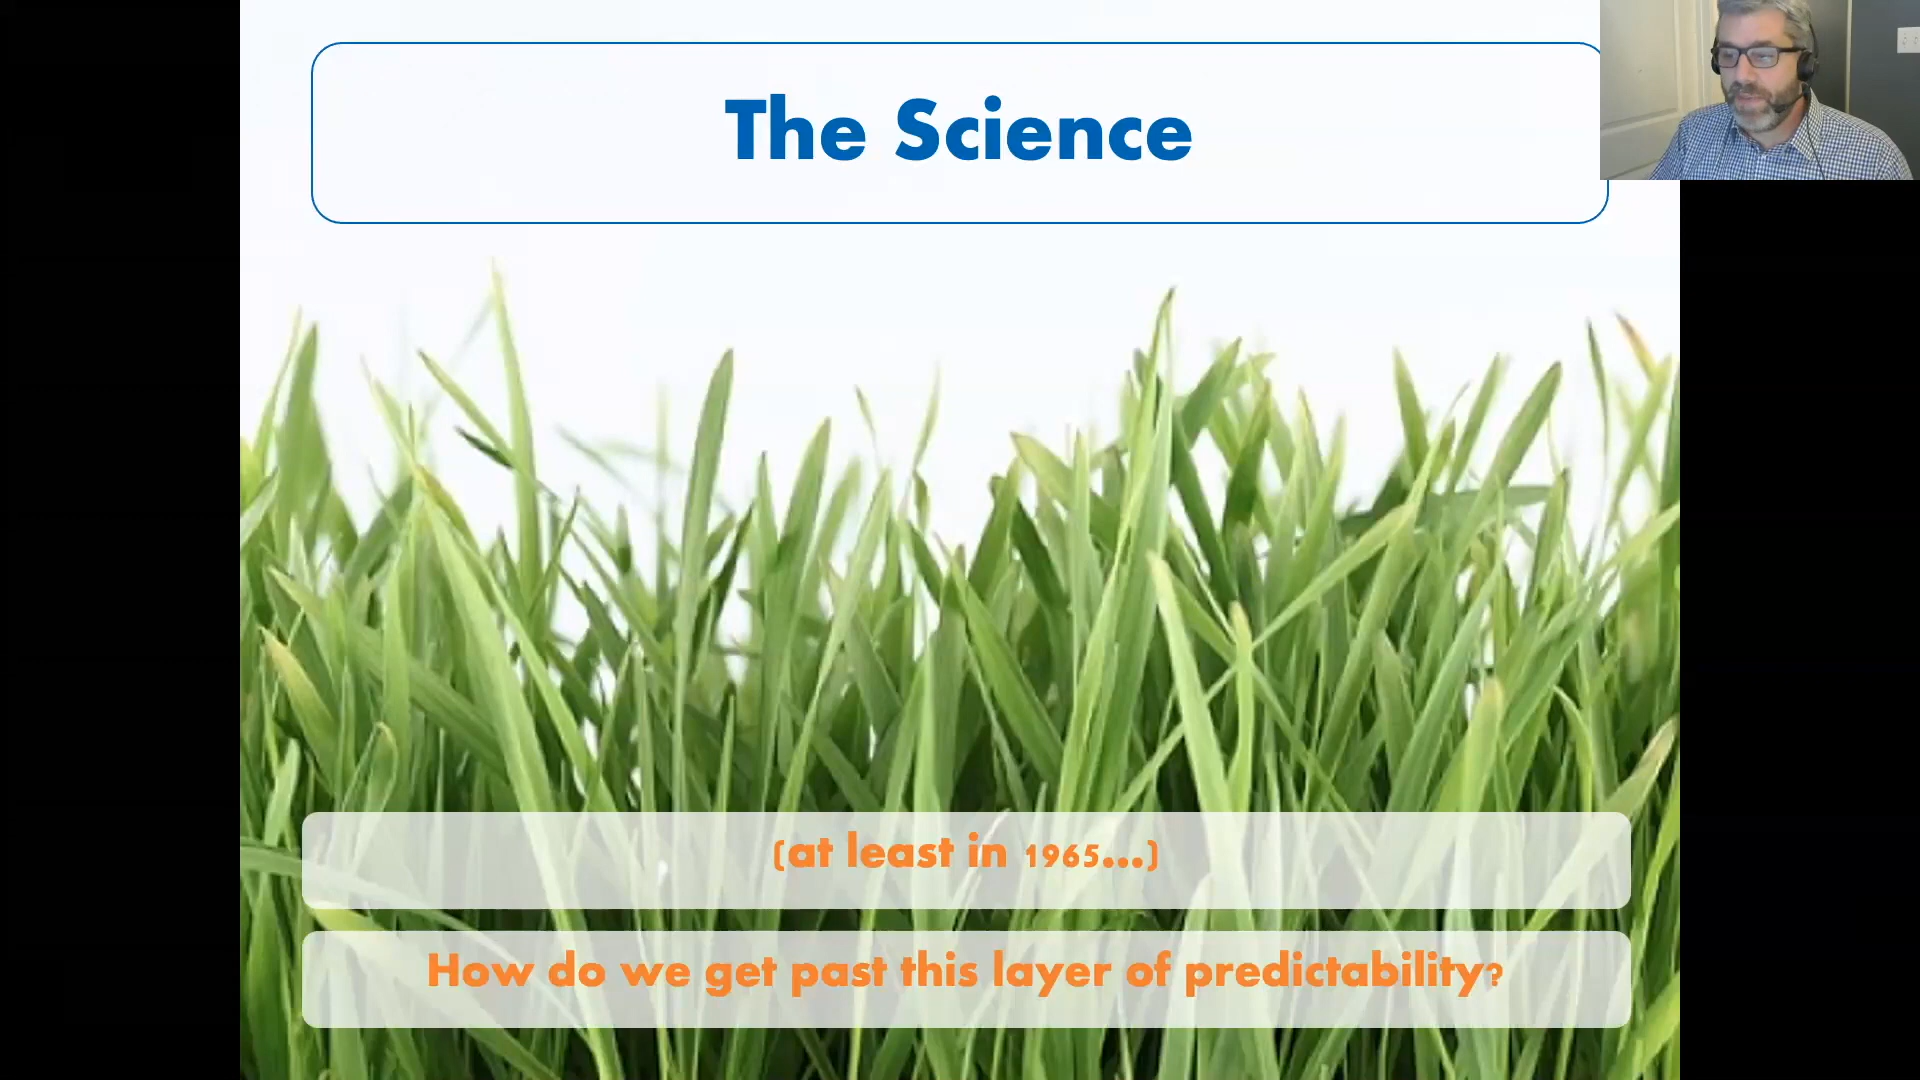 The Science
(at least in 1965...)
How do we get past this layer of predictability?